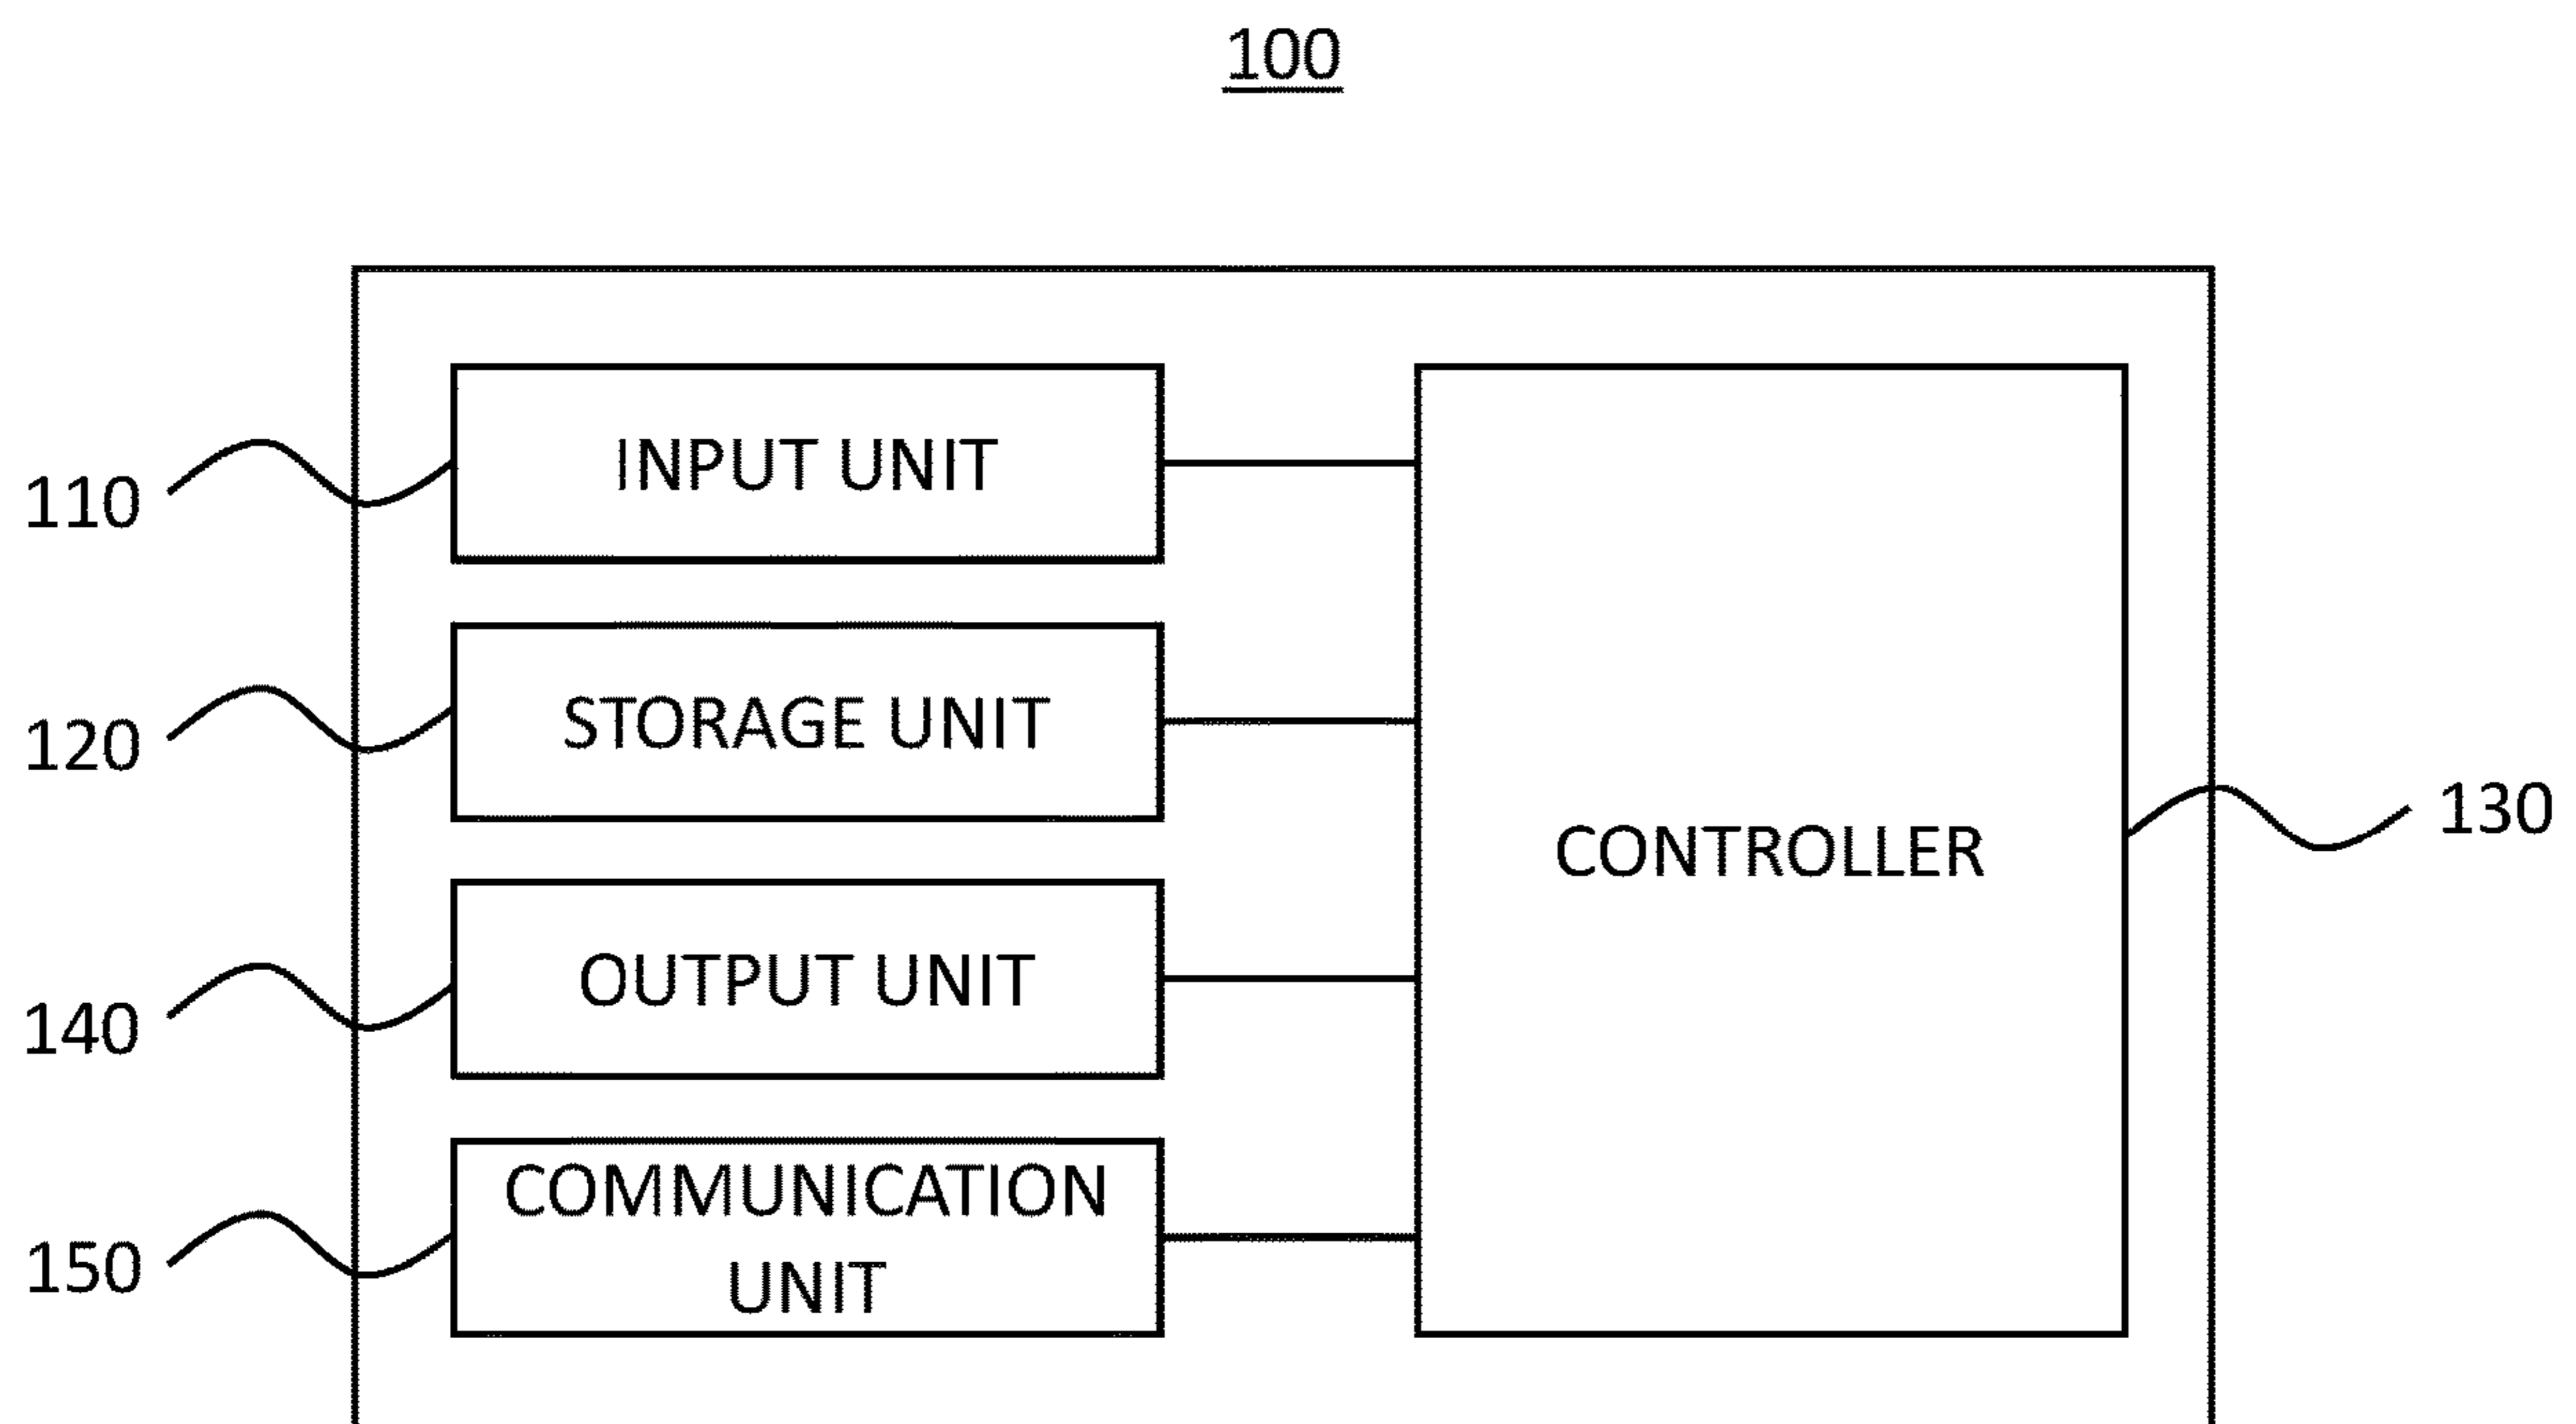 100
110
INPUT UNIT
120
STORAGE UNIT
CONTROLLER
130
140
OUTPUT UNIT
150
COMMUNICATION
UNIT